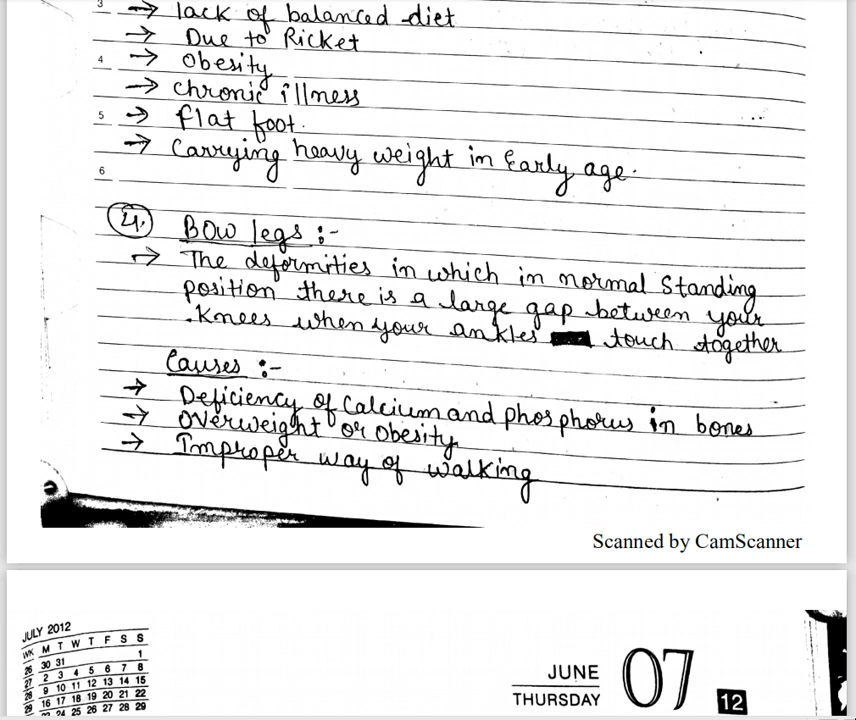 3 → lack of balanced diet
→ Due to Ricket
4 → Obesity
→ chronic illness
5 → flat foot.
→ Carrying heavy weight in Early age.
6
4. Bow legs :-
→ The deformities in which in normal Standing
position there is a large gap between your
Knees when your ankles touch together
Causes :-
→ Deficiency of Calcium and phosphorus in bones
→ Overweight or Obesity
→ Improper way of walking
Scanned by CamScanner
JULY 2012
WK M T W T F S S
26 30 31 1
27 2 3 4 5 6 7 8
28 9 10 11 12 13 14 15
29 16 17 18 19 20 21 22
24 25 26 27 28 29
JUNE
THURSDAY
07
12